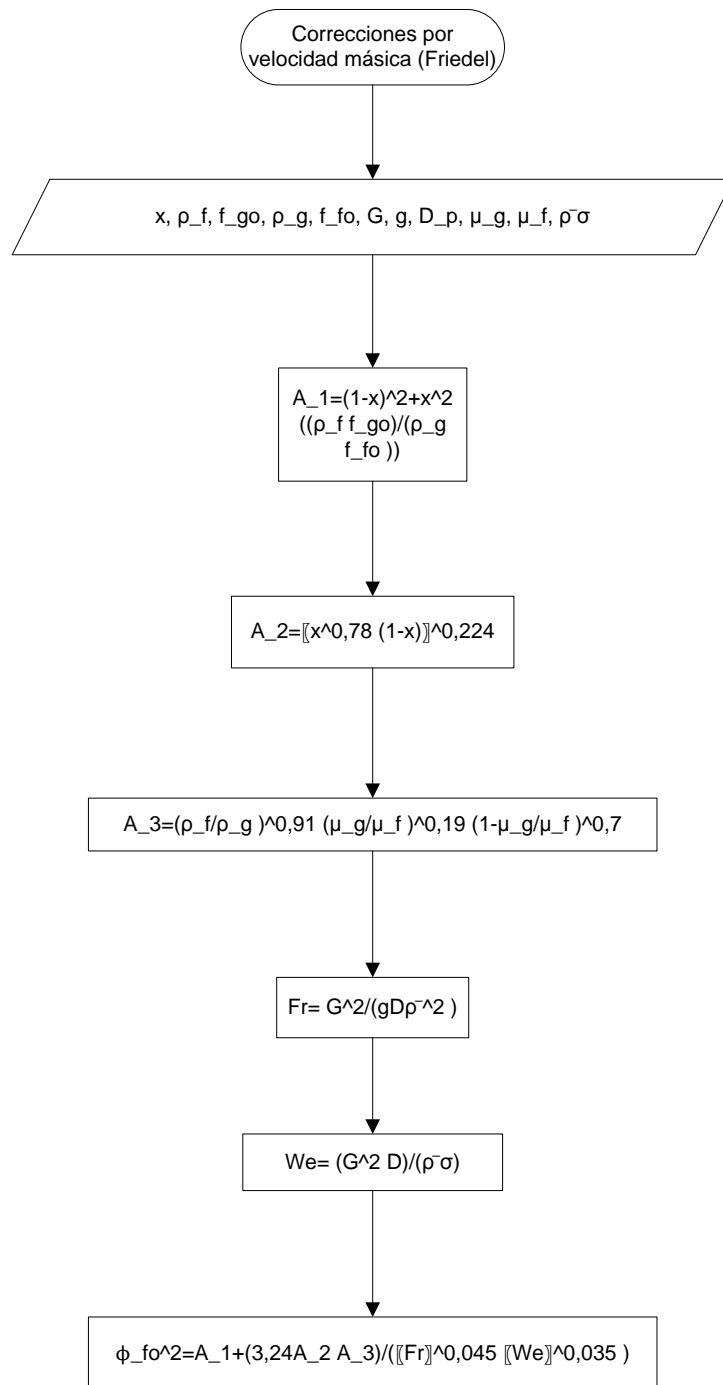 Correcciones por
velocidad másica (Friedel)
x, ρ_f, f_go, ρ_g, f_fo, G, g, D_p, μ_g, μ_f, ρ ̅σ
A_1=(1-x)^2+x^2
((ρ_f f_go)/(ρ_g
f_fo ))
A_2=〖x^0,78 (1-x)〗^0,224
A_3=(ρ_f/ρ_g )^0,91 (μ_g/μ_f )^0,19 (1-μ_g/μ_f )^0,7
Fr= G^2/(gDρ ̅^2 )
We= (G^2 D)/(ρ ̅σ)
ϕ_fo^2=A_1+(3,24A_2 A_3)/(〖Fr〗^0,045 〖We〗^0,035 )